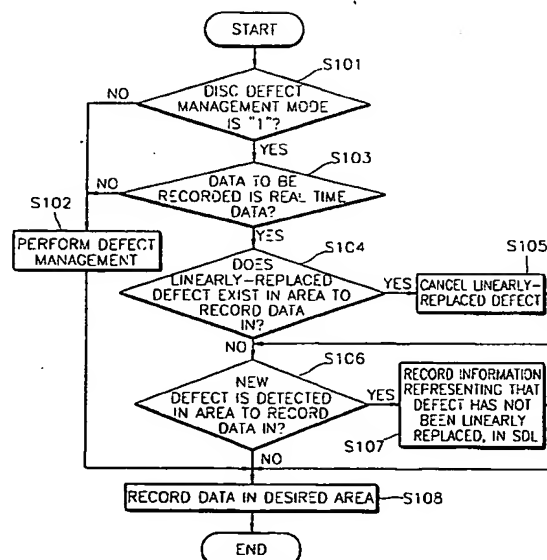 START
S101
NO
DISC DEFECT
MANAGEMENT MODE
IS "1"?
YES
S103
NO
DATA TO BE
RECORDED IS REAL TIME
DATA?
S102
PERFORM DEFECT
MANAGEMENT
YES
S104
DOES
LINEARLY-REPLACED
DEFECT EXIST IN AREA TO
RECORD DATA
IN?
YES
S105
CANCEL LINEARLY-
REPLACED DEFECT
NO
S106
NEW
DEFECT IS DETECTED
IN AREA TO RECORD
DATA IN?
YES
RECORD INFORMATION
REPRESENTING THAT
DEFECT HAS NOT
BEEN LINEARLY
REPLACED, IN SDL
S107
NO
RECORD DATA IN DESIRED AREA
S108
END